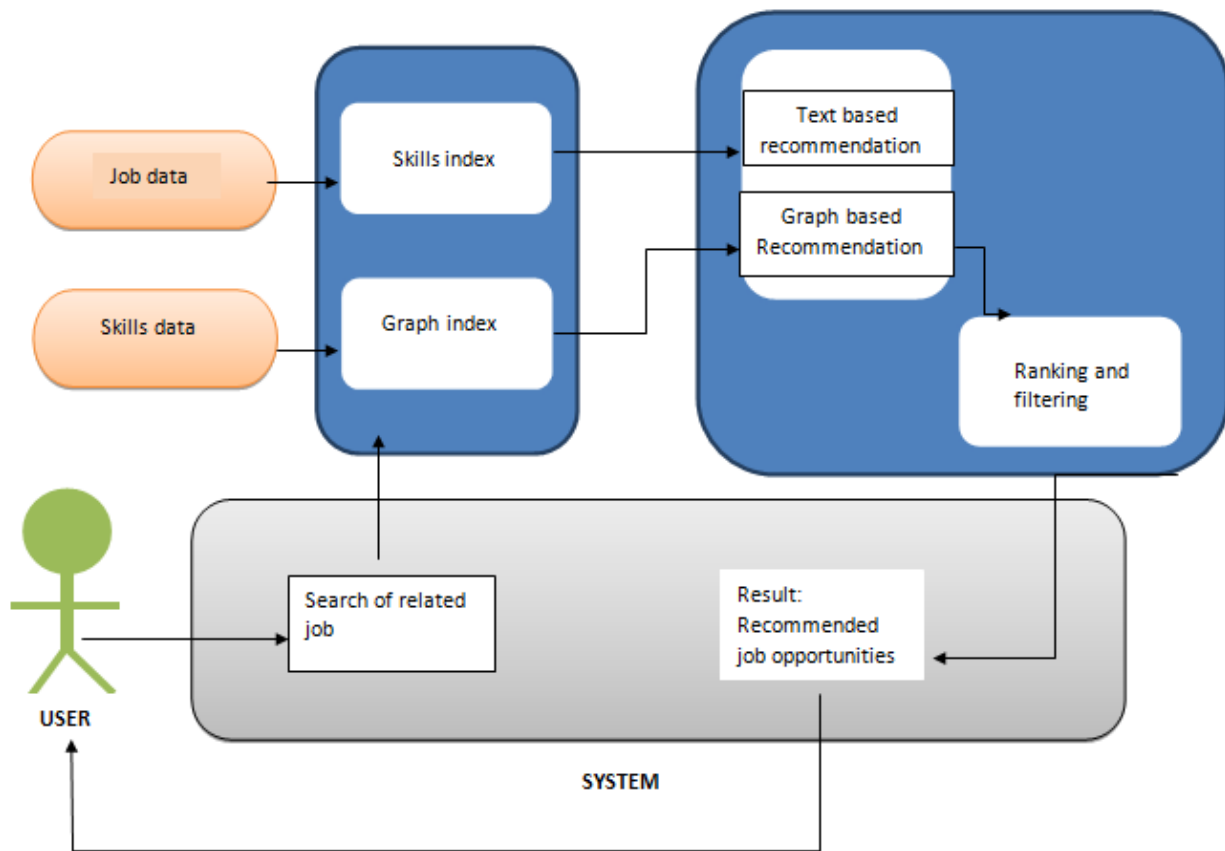 Text based
recommendation
Job data
Skills index
Graph based
Recommendation
Skills data
Graph index
Ranking and
filtering
Search of related
job
Result:
Recommended
job opportunities
USER
SYSTEM